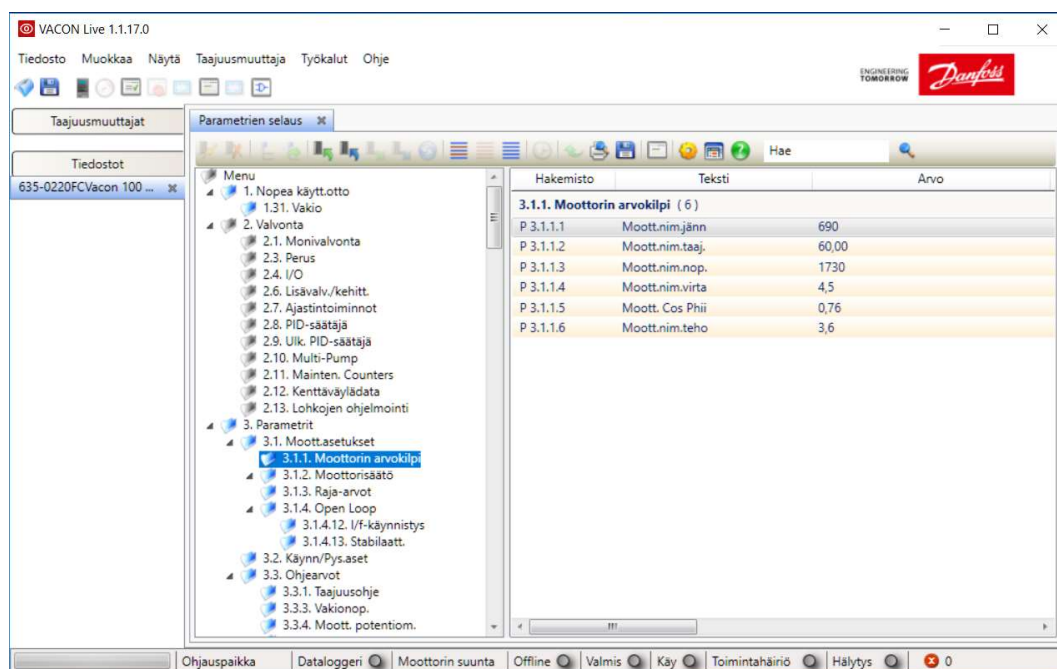 VACON Live 1.1.17.0
Tiedosto Muokkaa Näytä Taajuusmuuttaja Työkalut Ohje
ENGINEERING
TOMORROW
Danfoss
Taajuusmuuttajat
Tiedostot
635-0220FCVacon 100 ...
Parametrien selaus
Hae
Menu
1. Nopea käytt.otto
1.31. Vakio
2. Valvonta
2.1. Monivalvonta
2.3. Perus
2.4. I/O
2.6. Lisävalv./kehitt.
2.7. Ajastintoiminnot
2.8. PID-säätäjä
2.9. Ulk. PID-säätäjä
2.10. Multi-Pump
2.11. Mainten. Counters
2.12. Kenttäväylädata
2.13. Lohkojen ohjelmointi
3. Parametrit
3.1. Moott.asetukset
3.1.1. Moottorin arvokilpi
3.1.2. Moottorisäätö
3.1.3. Raja-arvot
3.1.4. Open Loop
3.1.4.12. I/f-käynnistys
3.1.4.13. Stabilaatt.
3.2. Käynn/Pys.aset
3.3. Ohjearvot
3.3.1. Taajuusohje
3.3.3. Vakionop.
3.3.4. Moott. potentiom.
Hakemisto Teksti Arvo
3.1.1. Moottorin arvokilpi (6)
P 3.1.1.1 Moott.nim.jänn 690
P 3.1.1.2 Moott.nim.taaj. 60,00
P 3.1.1.3 Moott.nim.nop. 1730
P 3.1.1.4 Moott.nim.virta 4,5
P 3.1.1.5 Moott. Cos Phii 0,76
P 3.1.1.6 Moott.nim.teho 3,6
Ohjauspaikka Dataloggeri Moottorin suunta Offline Valmis Käy Toimintahäiriö Hälytys 0